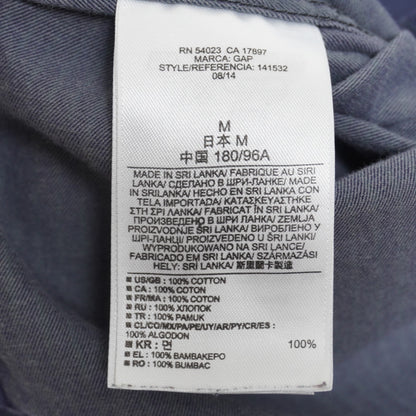 RN 54023 CA 17897
MARCA: GAP
STYLE/REFERENCIA: 141532
08/14
M
日本 M
中国 180/96A
MADE IN SRI LANKA/ FABRIQUE AU SIRI
LANKA/ СДЕЛАНО В ШРИ-ЛАНКЕ/ MADE
IN SRILANKA/ HECHO EN SRI LANKA CON
TELA IMPORTADA/ ΚΑΤΑΣΚΕΥΑΣΤΗΚΕ
ΣΤΗ ΣΡΙ ΛΑΝΚΑ/ FABRICADO EM SRI LANKA/
ПРОИЗВЕДЕНО В ШРИ ЛАНКА/ ZEMLJA
PROIZVODNJE ŠRI LANKA/ ВИРОБЛЕНО У
ШРІ-ЛАНЦІ/ PROIZVEDENO U SRI LANCI/
WYPRODUKOWANO NA SRI LANCE/
FABRICADO EN SRI LANKA/ SZÁRMAZÁSI
HELY: SRI LANKA/ 斯里蘭卡製造
US/GB : 100% COTTON
CA : 100% COTON
FR/MA : 100% COTON
RU : 100% ХЛОПОК
TR : 100% PAMUK
CL/CO/MX/PA/PE/UY/AR/PY/CR/ES :
100% ALGODON
KR : 면 100%
EL : 100% ΒΑΜΒΑΚΕΡΟ
RO : 100% BUMBAC